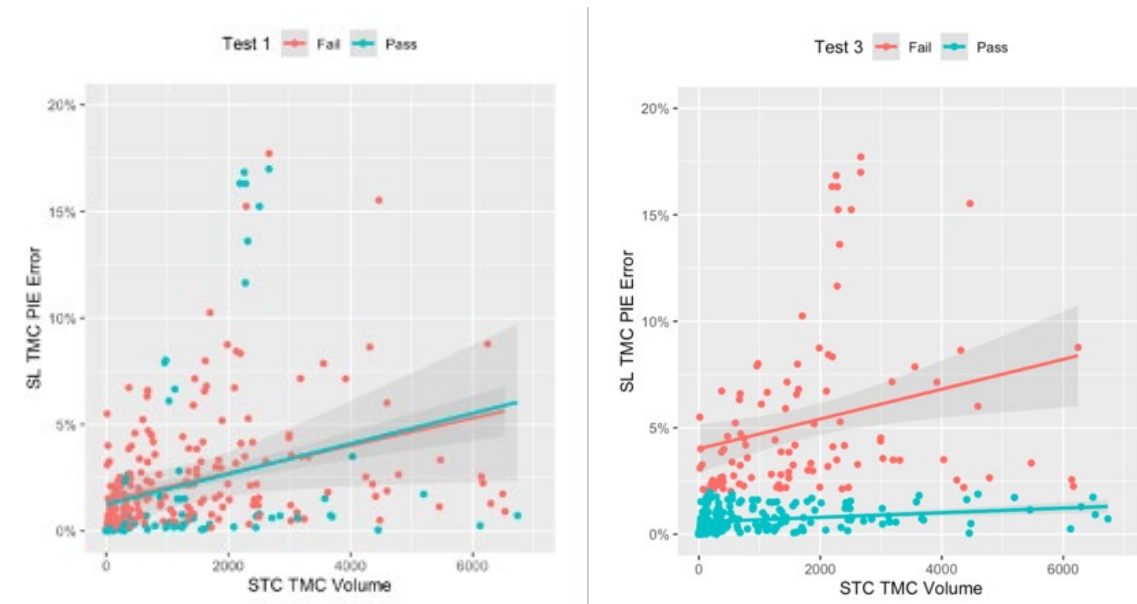 Test 1 Fail Pass
20%
15%
10%
5%
0%
SL TMC PIE Error
0 2000 4000 6000
STC TMC Volume
Test 3 Fail Pass
20%
15%
10%
5%
0%
SL TMC PIE Error
0 2000 4000 6000
STC TMC Volume